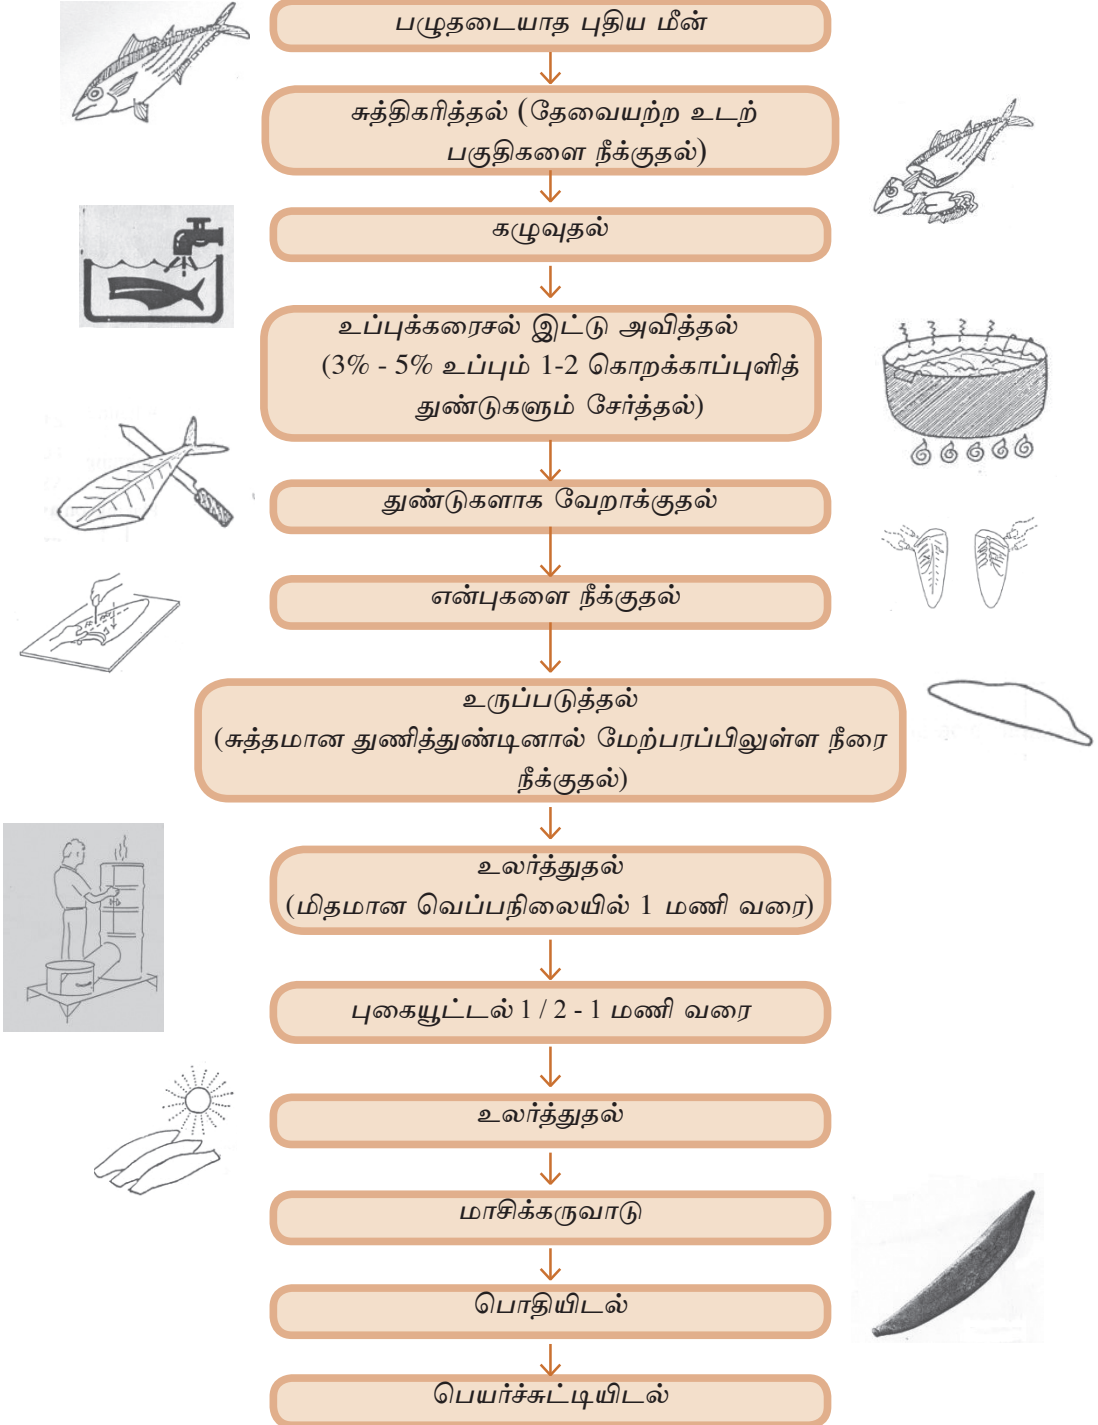 பழுதடையாத புதிய மீன்
சுத்திகரித்தல் (தேவையற்ற உடற்
பகுதிகளை நீக்குதல்)
கழுவுதல்
உப்புக்கரைசல் இட்டு அவித்தல்
(3% - 5% உப்பும் 1-2 கொறக்காப்புளித்
துண்டுகளும் சேர்த்தல்)
துண்டுகளாக வேறாக்குதல்
என்புகளை நீக்குதல்
உருப்படுத்தல்
(சுத்தமான துணித்துண்டினால் மேற்பரப்பிலுள்ள நீரை
நீக்குதல்)
உலர்த்துதல்
(மிதமான வெப்பநிலையில் 1 மணி வரை)
புகையூட்டல் 1 / 2 - 1 மணி வரை
உலர்த்துதல்
மாசிக்கருவாடு
பொதியிடல்
பெயர்ச்சுட்டியிடல்